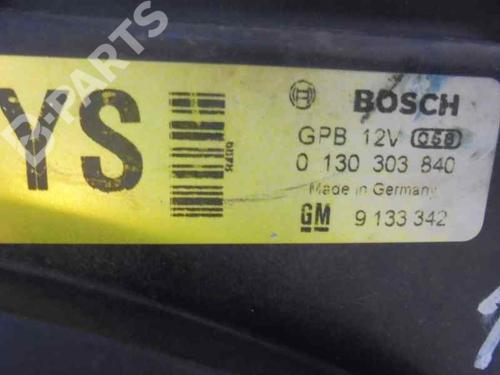 B-PARTS
YS
BOSCH
GPB 12V 058
0 130 303 840
Made in Germany
GM 9 133 342